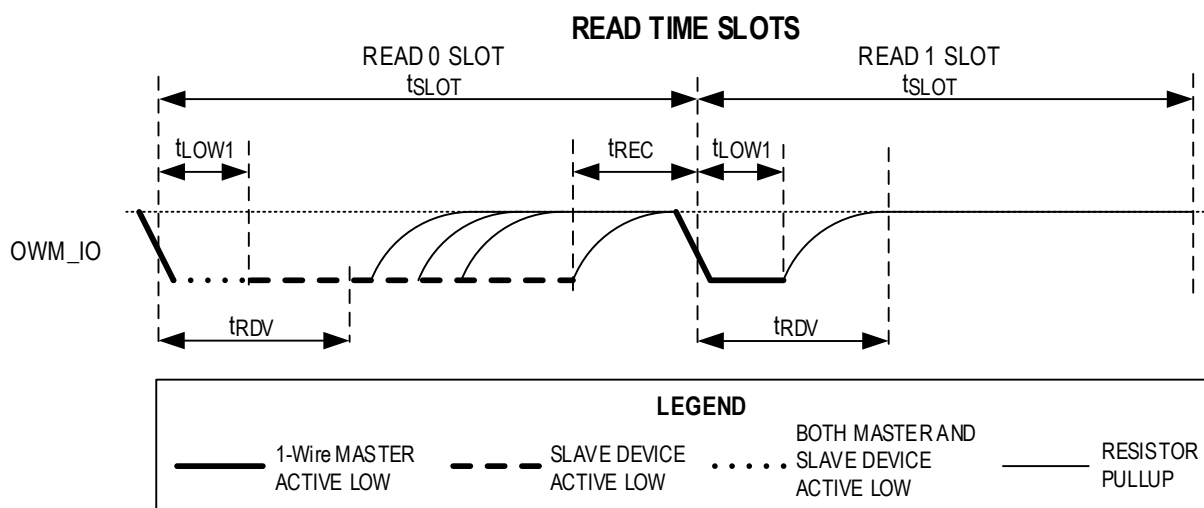 READ TIME SLOTS
READ 0 SLOT
tSLOT
READ 1 SLOT
tSLOT
tLOW1
tREC
tLOW1
OWM_IO
tRDV
tRDV
LEGEND
1-Wire MASTER
ACTIVE LOW
SLAVE DEVICE
ACTIVE LOW
BOTH MASTER AND
SLAVE DEVICE
ACTIVE LOW
RESISTOR
PULLUP